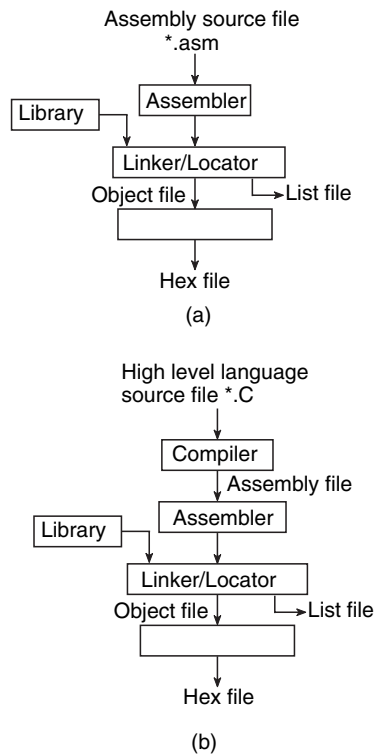 Assembly source file
*.asm
Assembler
Library
Linker/Locator
Object file
List file
Hex file
(a)
High level language
source file *.C
Compiler
Assembly file
Assembler
Library
Linker/Locator
Object file
List file
Hex file
(b)